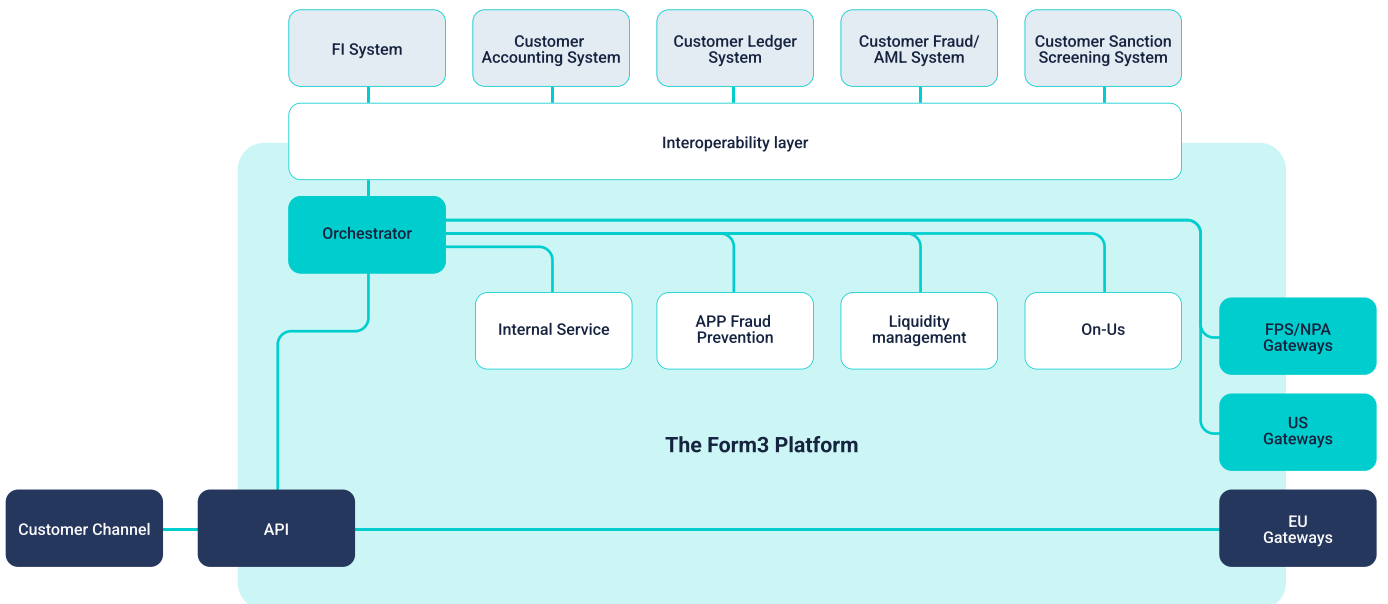 FI System
Customer
Accounting System
Customer Ledger
System
Customer Fraud/
AML System
Customer Sanction
Screening System
Interoperability layer
Orchestrator
Internal Service
APP Fraud
Prevention
Liquidity
management
On-Us
FPS/NPA
Gateways
US
Gateways
The Form3 Platform
Customer Channel
API
EU
Gateways